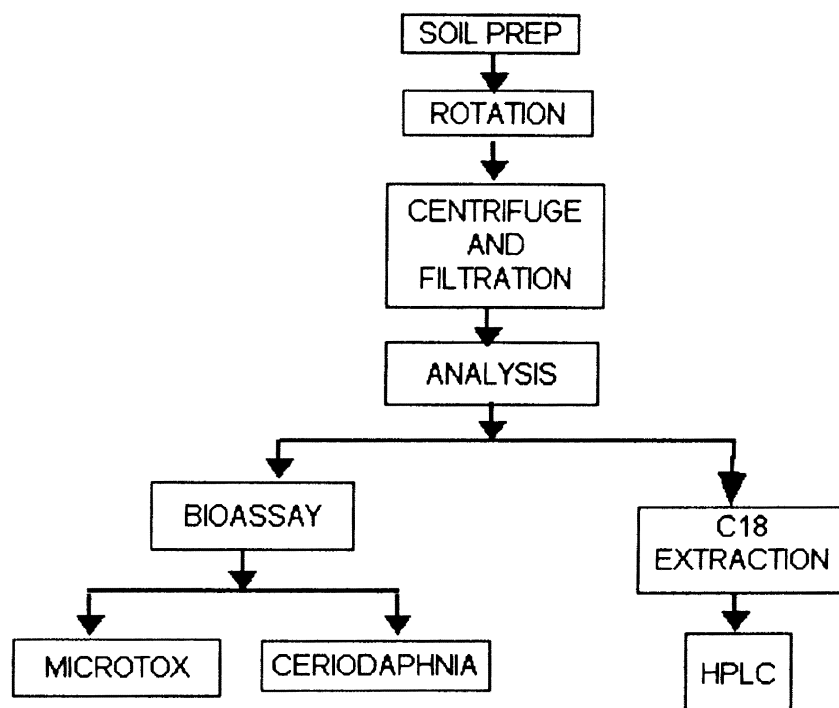 SOIL PREP
ROTATION
CENTRIFUGE
AND
FILTRATION
ANALYSIS
BIOASSAY
C18
EXTRACTION
MICROTOX
CERIODAPHNIA
HPLC